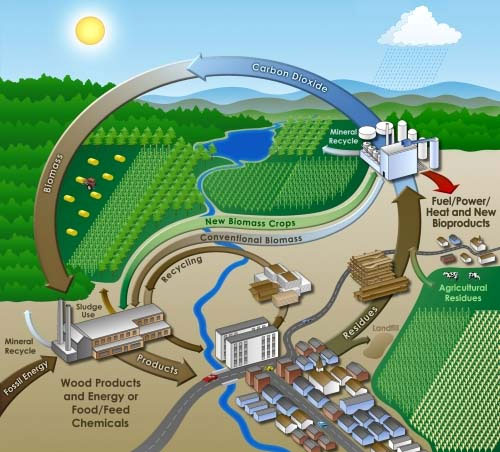 Carbon Dioxide
Biomass
Mineral
Recycle
Fuel/Power/
Heat and New
Bioproducts
New Biomass Crops
Conventional Biomass
Recycling
Agricultural
Residues
Sludge
Use
Residues
Landfill
Mineral
Recycle
Products
Fossil Energy
Wood Products
and Energy or
Food/Feed
Chemicals